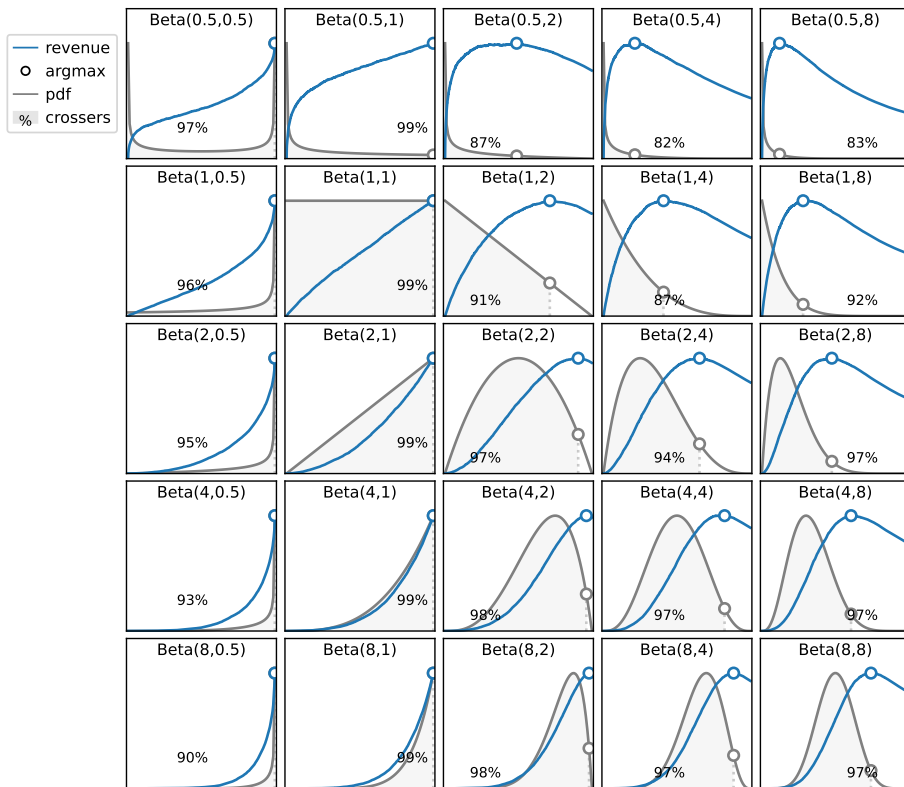 Beta(0.5,0.5) Beta(0.5,1) Beta(0.5,2) Beta(0.5,4) Beta(0.5,8)
revenue
argmax
pdf
% crossers
97% 99% 87% 82% 83%
Beta(1,0.5) Beta(1,1) Beta(1,2) Beta(1,4) Beta(1,8)
96% 99% 91% 87% 92%
Beta(2,0.5) Beta(2,1) Beta(2,2) Beta(2,4) Beta(2,8)
95% 99% 97% 94% 97%
Beta(4,0.5) Beta(4,1) Beta(4,2) Beta(4,4) Beta(4,8)
93% 99% 98% 97% 97%
Beta(8,0.5) Beta(8,1) Beta(8,2) Beta(8,4) Beta(8,8)
90% 99% 98% 97% 97%